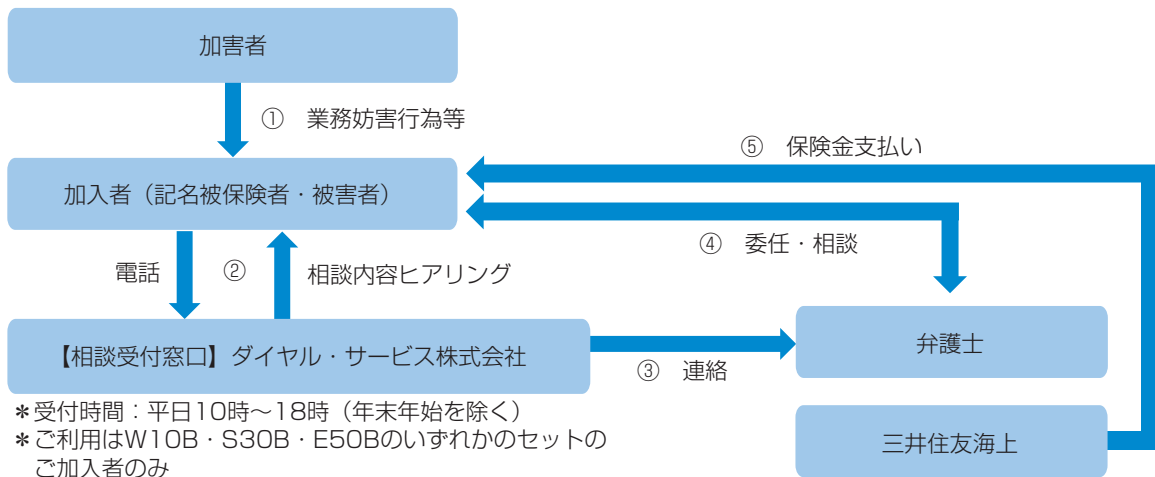 加害者
① 業務妨害行為等
⑤ 保険金支払い
加入者（記名被保険者・被害者）
④ 委任・相談
電話 ② 相談内容ヒアリング
【相談受付窓口】ダイヤル・サービス株式会社
③ 連絡
弁護士
＊受付時間：平日10時～18時（年末年始を除く）
＊ご利用はW10B・S30B・E50Bのいずれかのセットの
ご加入者のみ
三井住友海上